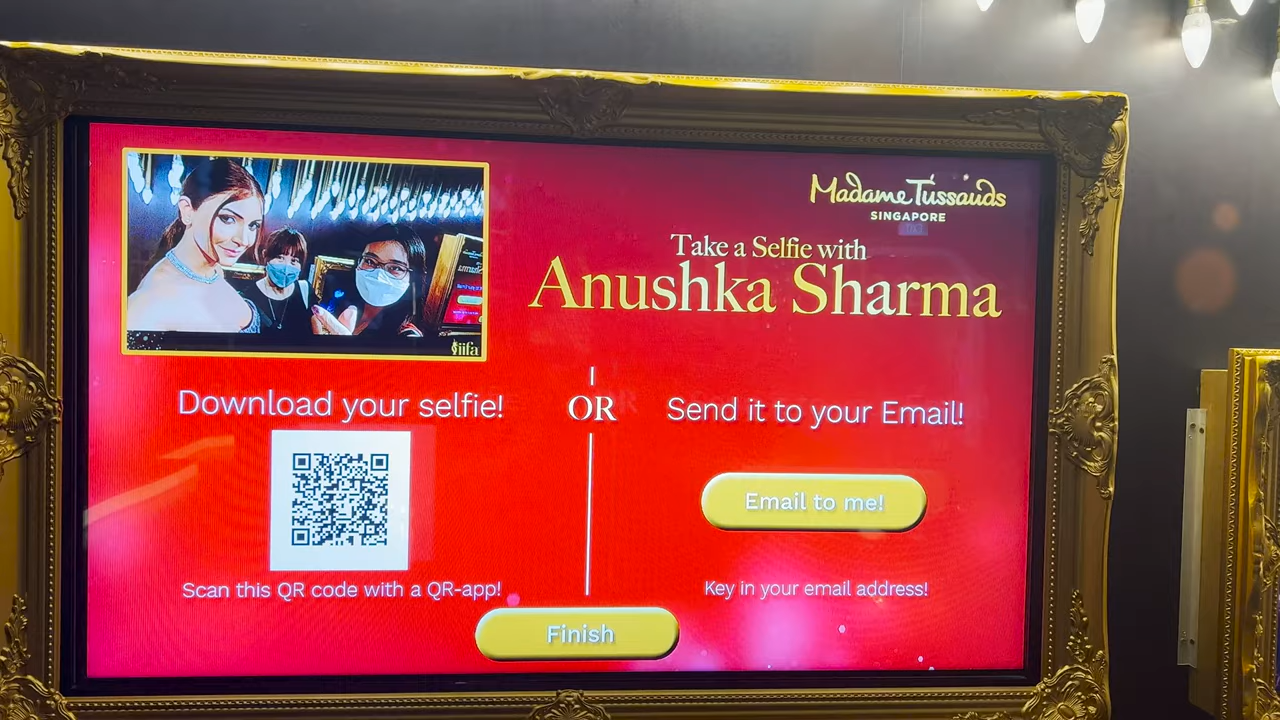 Madame Tussauds
SINGAPORE
Take a Selfie with
Anushka Sharma
iifa
Download your selfie!
OR
Send it to your Email!
Email to me!
Scan this QR code with a QR-app!
Key in your email address!
Finish